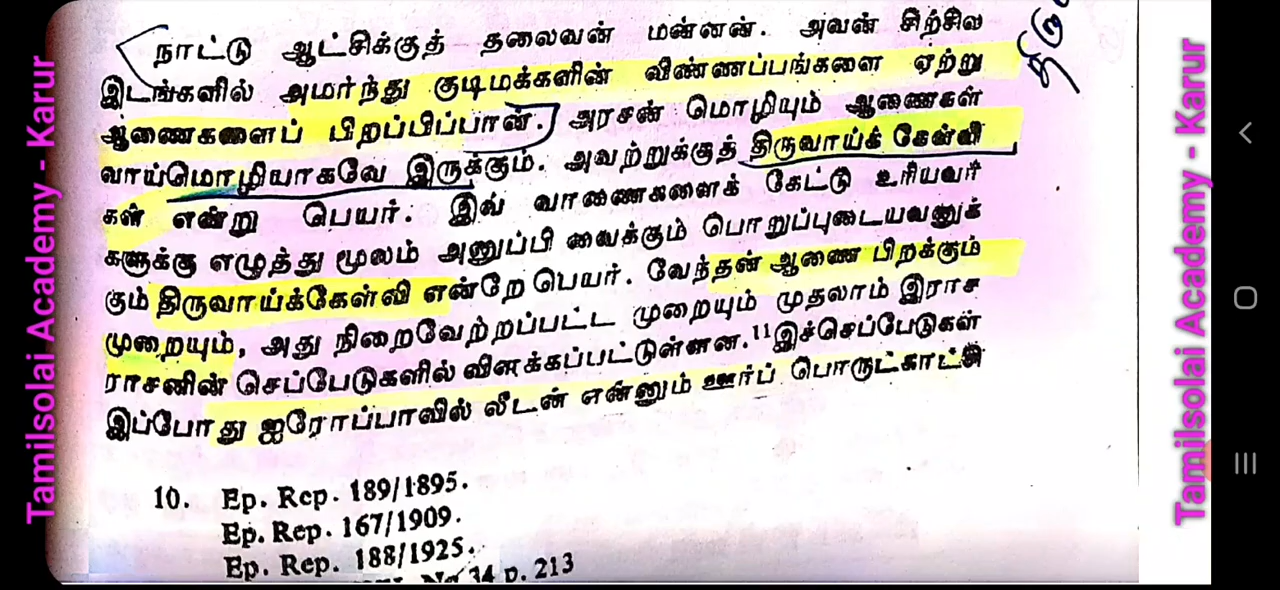 நாட்டு ஆட்சிக்குத் தலைவன் மன்னன். அவன் சிற்சில
இடங்களில் அமர்ந்து குடிமக்களின் விண்ணப்பங்களை ஏற்று
ஆணைகளைப் பிறப்பிப்பான். அரசன் மொழியும் ஆணைகள்
வாய்மொழியாகவே இருக்கும். அவற்றுக்குத் திருவாய்க் கேள்வி
கள் என்று பெயர். இவ் வாணைகளைக் கேட்டு உரியவர்
களுக்கு எழுத்து மூலம் அனுப்பி வைக்கும் பொறுப்புடையவனுக்
கும் திருவாய்க்கேள்வி என்றே பெயர். வேந்தன் ஆணை பிறக்கும்
முறையும், அது நிறைவேற்றப்பட்ட முறையும் முதலாம் இராச
ராசனின் செப்பேடுகளில் விளக்கப்பட்டுள்ளன.¹¹ இச்செப்பேடுகள்
இப்போது ஐரோப்பாவில் லீடன் என்னும் ஊர்ப் பொருட்காட்சி
10. Ep. Rep. 189/1895.
Ep. Rep. 167/1909.
Ep. Rep. 188/1925.
No 34 p. 213
Tamilsolai Academy - Karur
Tamilsolai Academy - Karur